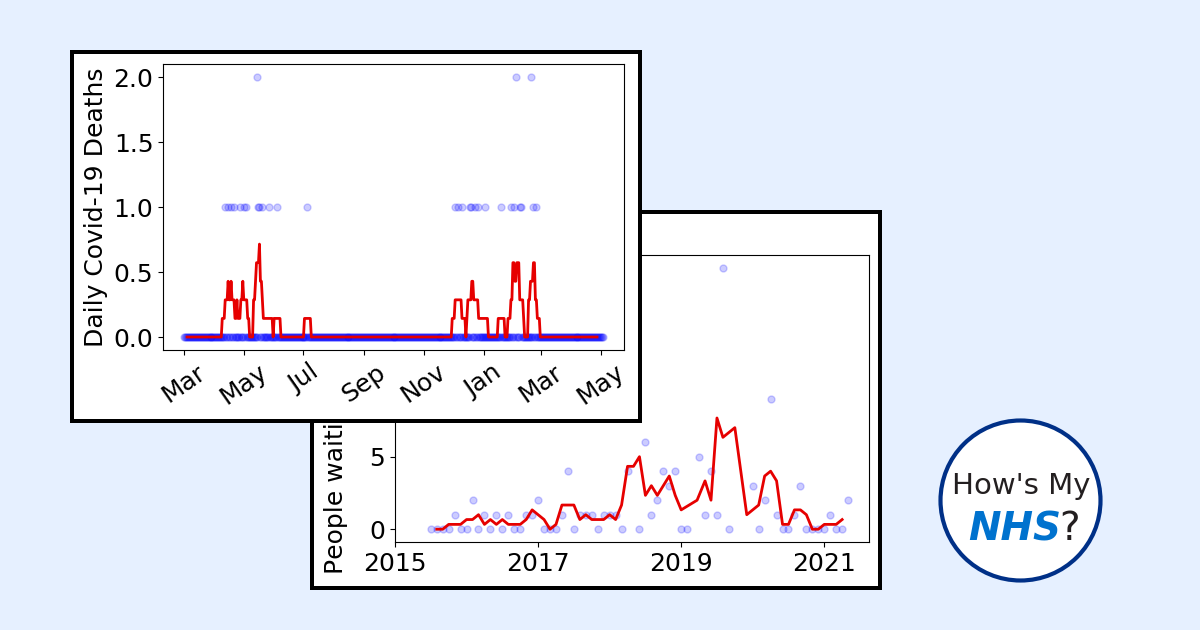 Daily Covid-19 Deaths
2.0
1.5
1.0
0.5
0.0
Mar May Jul Sep Nov Jan Mar May
People waiti
5
0
2015 2017 2019 2021
How's My
NHS?